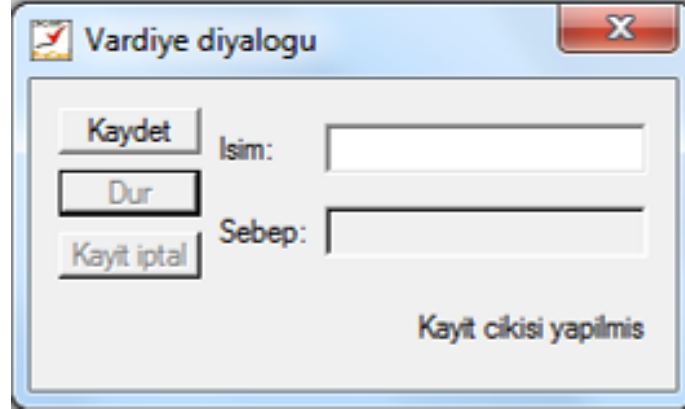 Vardiye diyalogu
Kaydet
Isim:
Dur
Sebep:
Kayit iptal
Kayit cikisi yapilmis